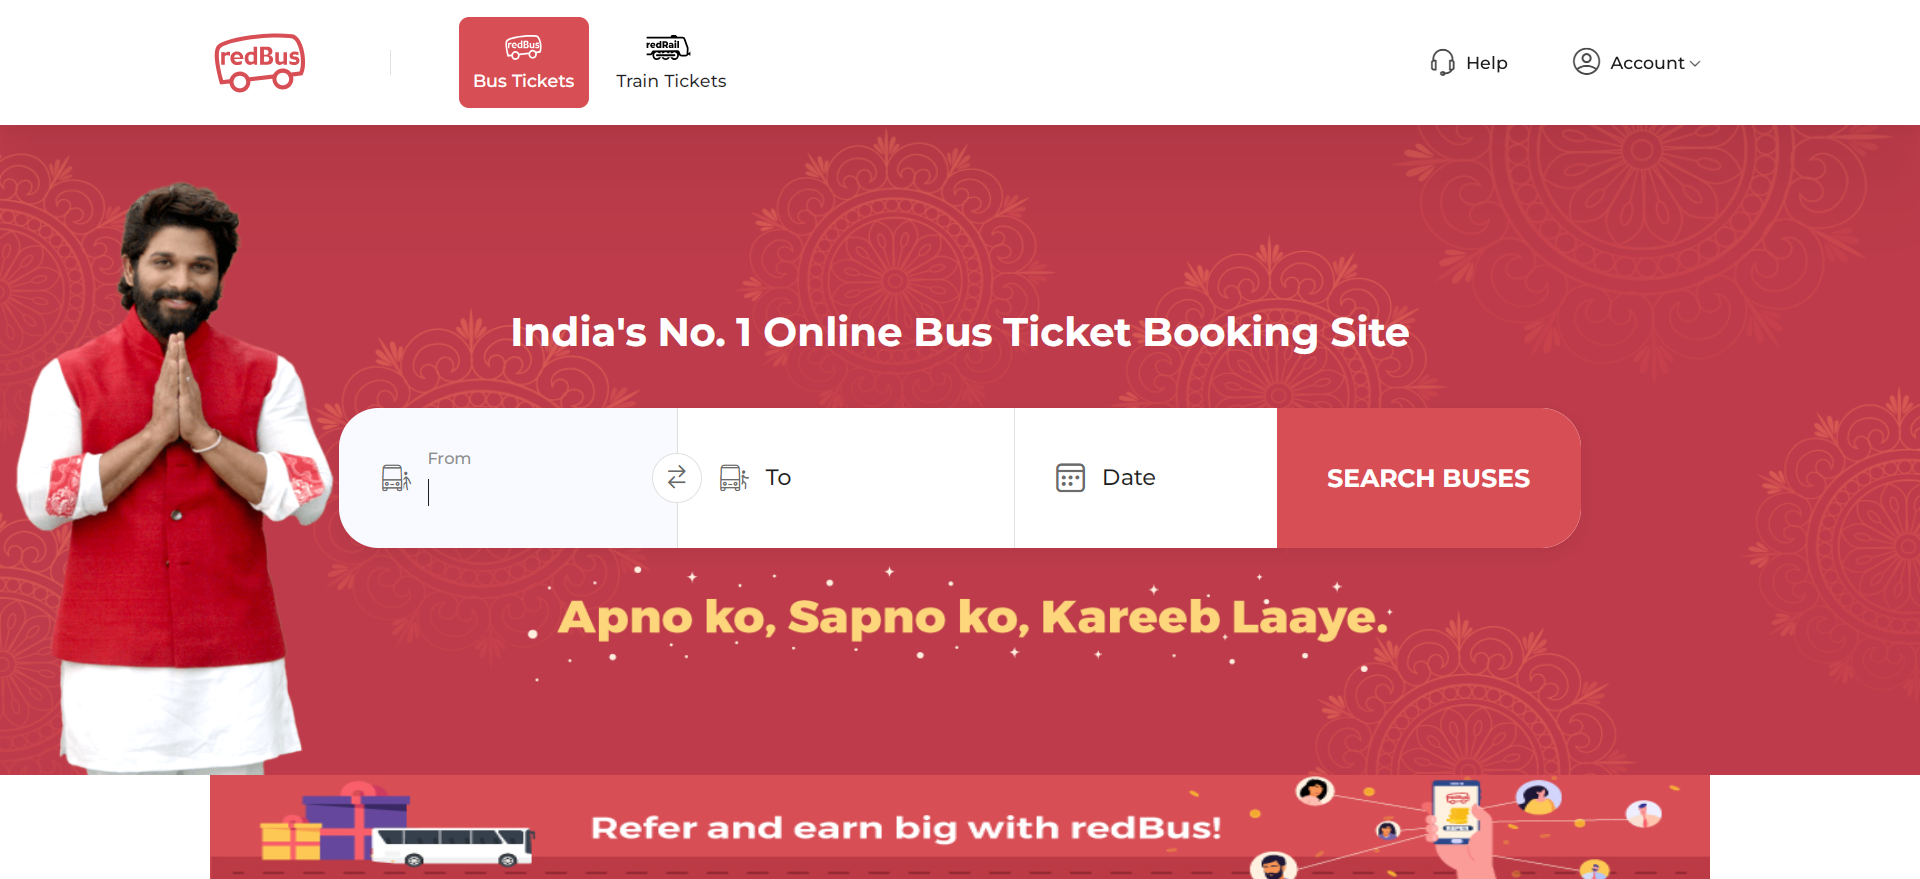 redBus
redBus
Bus Tickets
redRail
Train Tickets
Help
Account
India's No. 1 Online Bus Ticket Booking Site
From
To
Date
SEARCH BUSES
Apno ko, Sapno ko, Kareeb Laaye.
Refer and earn big with redBus!
redBus